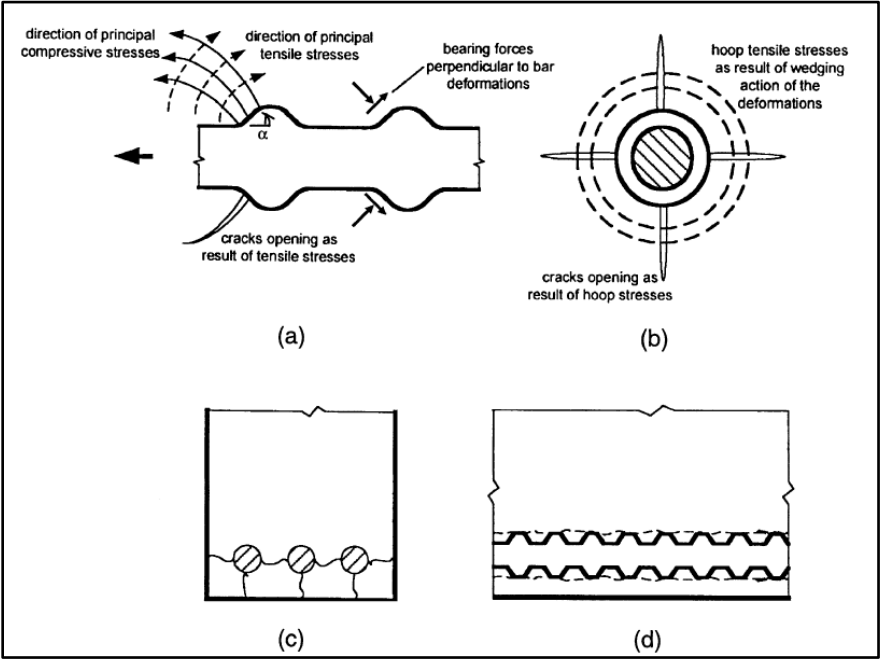 direction of principal
compressive stresses
direction of principal
tensile stresses
bearing forces
perpendicular to bar
deformations
α
cracks opening as
result of tensile stresses
(a)
hoop tensile stresses
as result of wedging
action of the
deformations
cracks opening as
result of hoop stresses
(b)
(c)
(d)